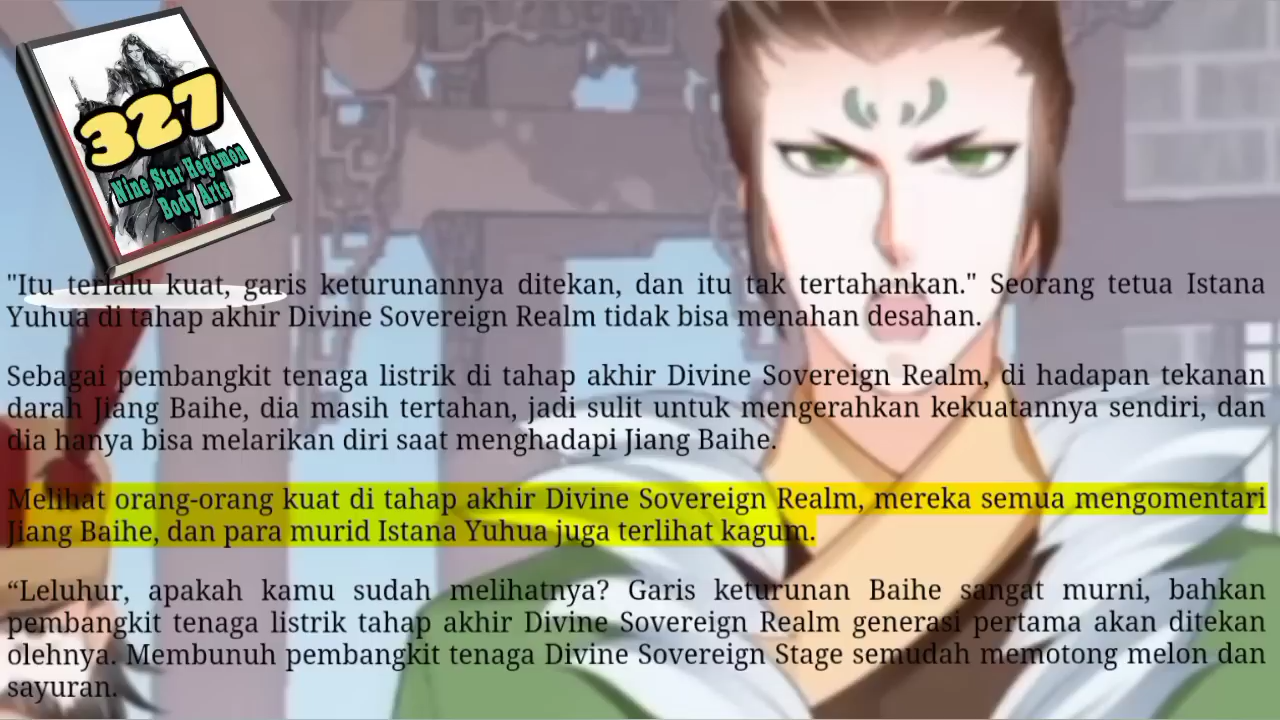 327
Nine Star Hegemon
Body Arts
"Itu terlalu kuat, garis keturunannya ditekan, dan itu tak tertahankan." Seorang tetua Istana
Yuhua di tahap akhir Divine Sovereign Realm tidak bisa menahan desahan.
Sebagai pembangkit tenaga listrik di tahap akhir Divine Sovereign Realm, di hadapan tekanan
darah Jiang Baihe, dia masih tertahan, jadi sulit untuk mengerahkan kekuatannya sendiri, dan
dia hanya bisa melarikan diri saat menghadapi Jiang Baihe.
Melihat orang-orang kuat di tahap akhir Divine Sovereign Realm, mereka semua mengomentari
Jiang Baihe, dan para murid Istana Yuhua juga terlihat kagum.
“Leluhur, apakah kamu sudah melihatnya? Garis keturunan Baihe sangat murni, bahkan
pembangkit tenaga listrik tahap akhir Divine Sovereign Realm generasi pertama akan ditekan
olehnya. Membunuh pembangkit tenaga Divine Sovereign Stage semudah memotong melon dan
sayuran.